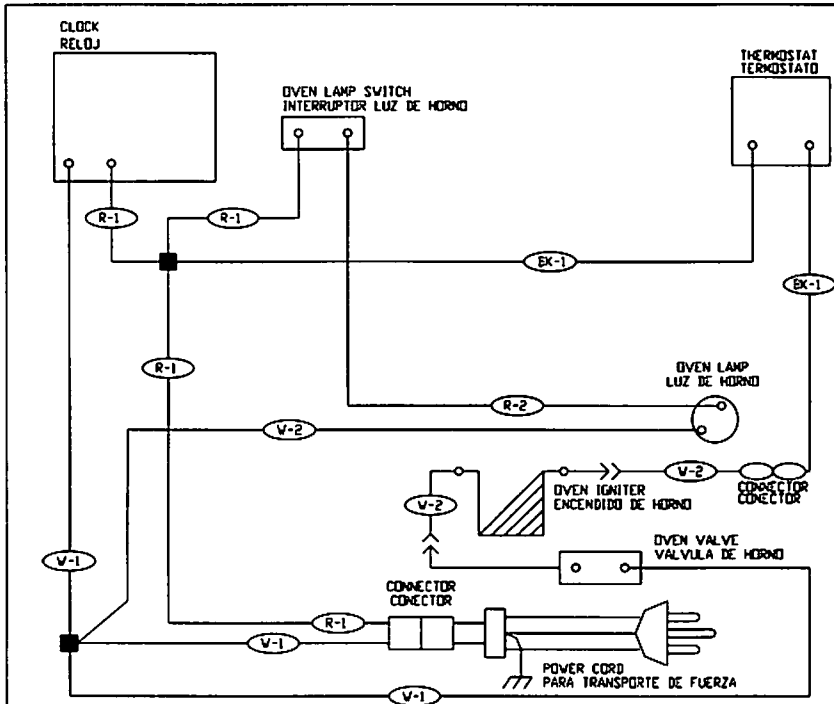 CLOCK
RELOJ
OVEN LAMP SWITCH
INTERRUPTOR LUZ DE HORNO
THERMOSTAT
TERMOSTATO
R-1
R-1
BK-1
BK-1
R-1
OVEN LAMP
LUZ DE HORNO
R-2
W-2
W-2
CONNECTOR
CONECTOR
OVEN IGNITER
ENCENDIDO DE HORNO
W-2
OVEN VALVE
VALVULA DE HORNO
W-1
CONNECTOR
CONECTOR
R-1
W-1
POWER CORD
PARA TRANSPORTE DE FUERZA
W-1